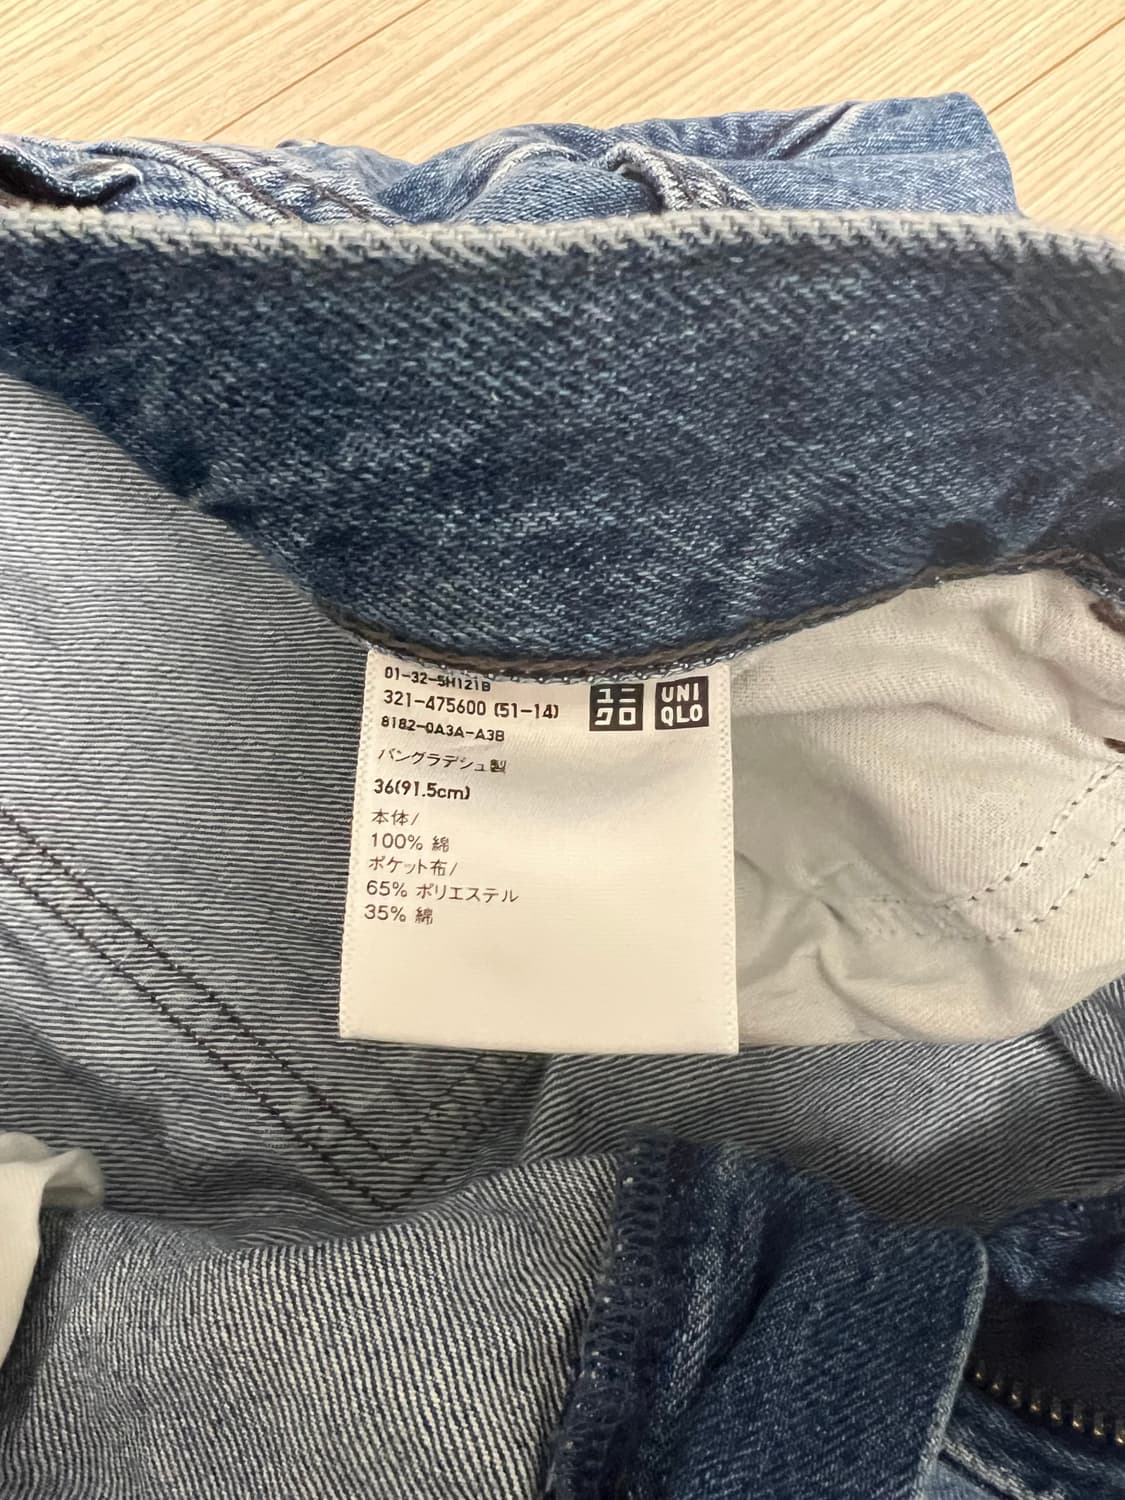 01-32-5H121B
321-475600 (51-14)
8182-0A3A-A3B
バングラデシュ製
36(91.5cm)
本体/
100% 綿
ポケット布/
65% ポリエステル
35% 綿
ユニ
クロ
UNI
QLO